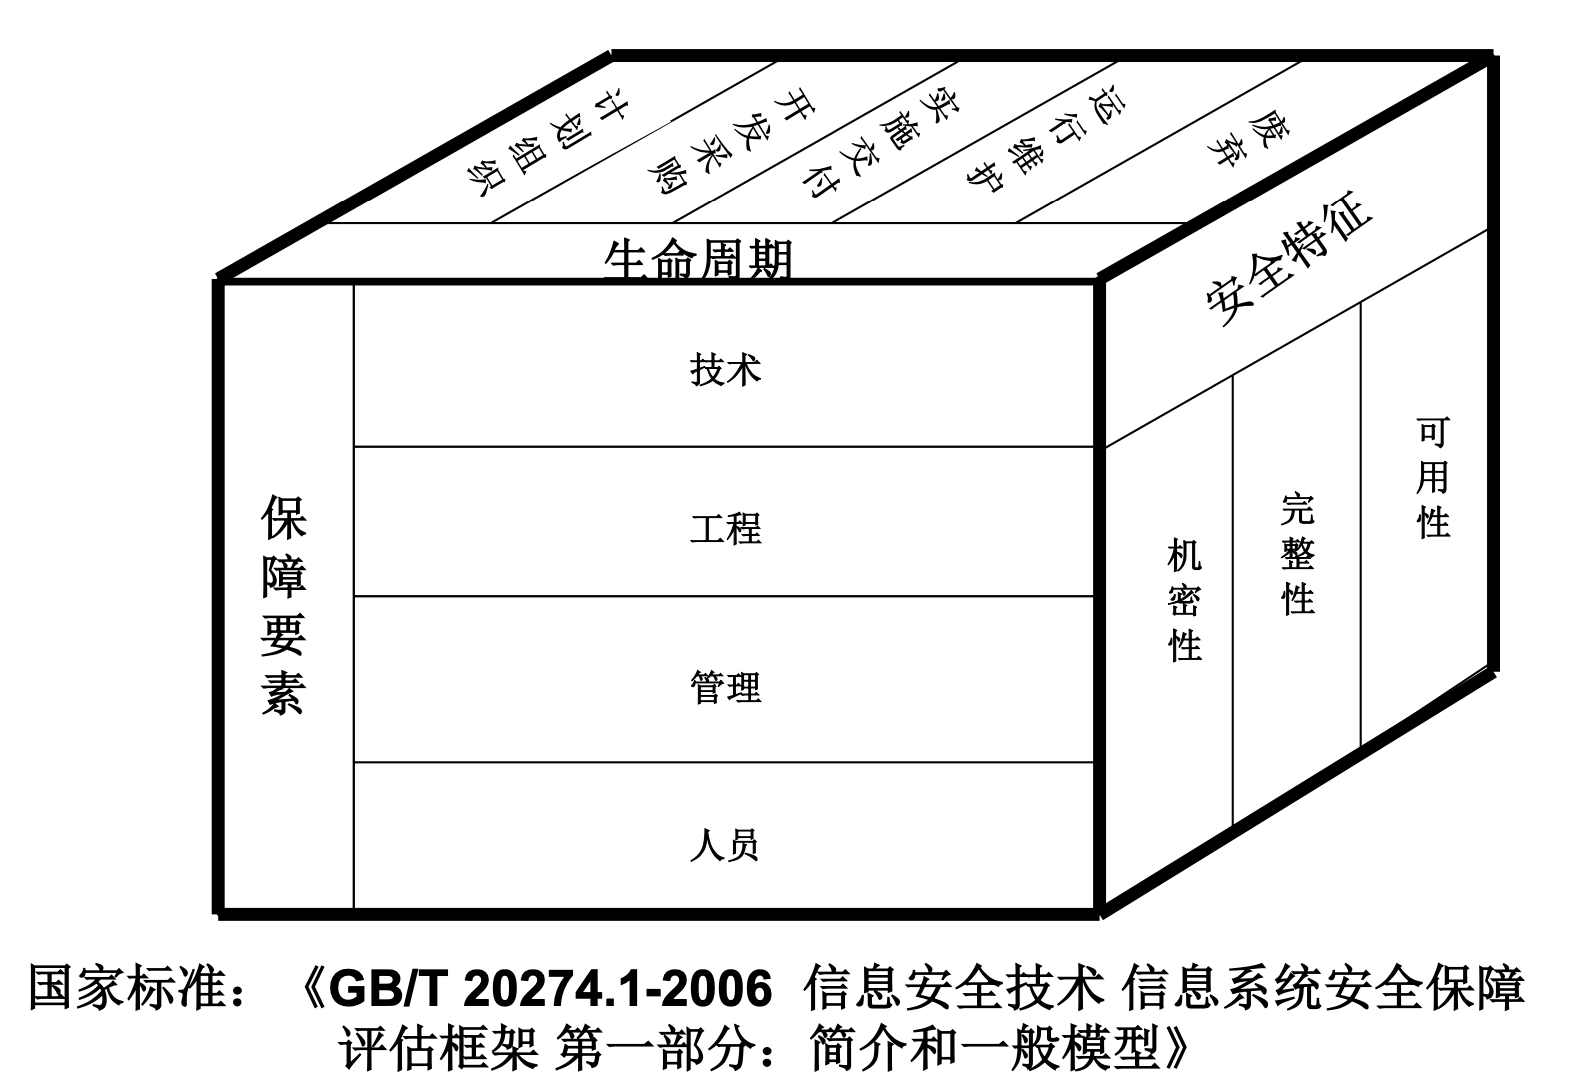 计划组织
开发采购
实施交付
运行维护
废弃
生命周期
安全特征
保障要素
技术
工程
管理
人员
机密性
完整性
可用性
国家标准：《GB/T 20274.1-2006 信息安全技术 信息系统安全保障
评估框架 第一部分：简介和一般模型》